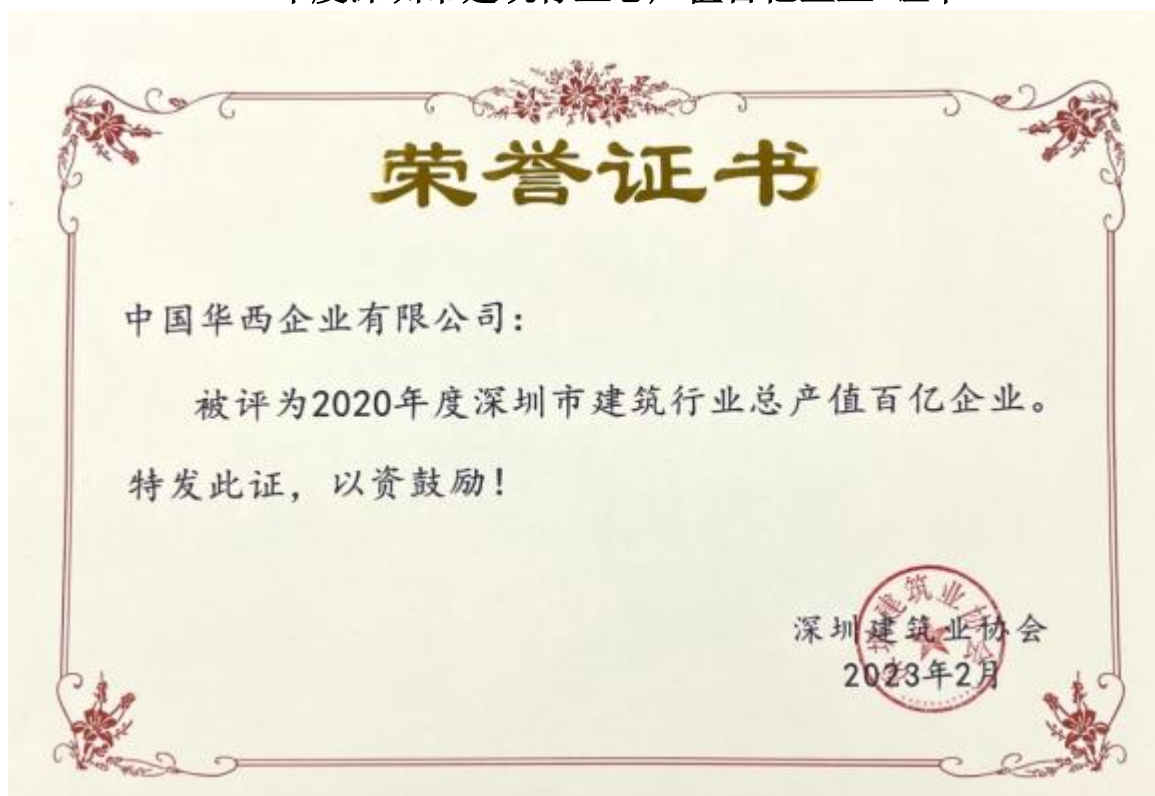 荣誉证书
中国华西企业有限公司：
被评为2020年度深圳市建筑行业总产值百亿企业。
特发此证，以资鼓励！
深圳建筑业协会
2023年2月